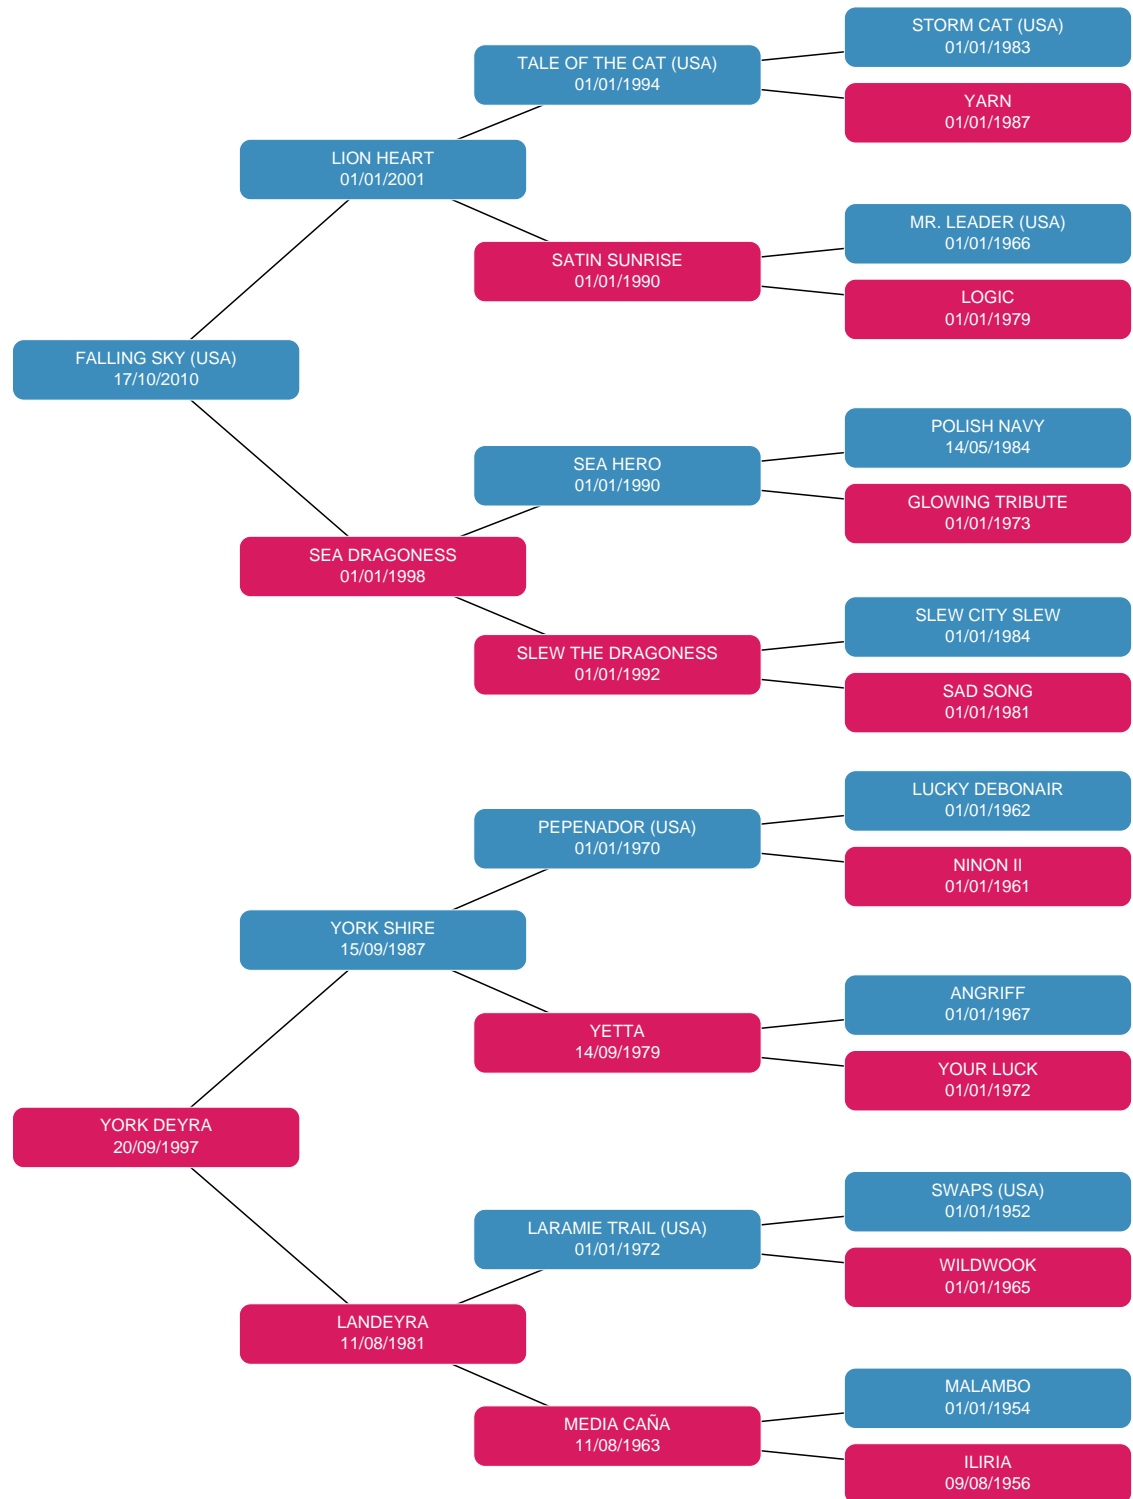 STORM CAT (USA)
01/01/1983
TALE OF THE CAT (USA)
01/01/1994
YARN
01/01/1987
LION HEART
01/01/2001
MR. LEADER (USA)
01/01/1966
SATIN SUNRISE
01/01/1990
LOGIC
01/01/1979
FALLING SKY (USA)
17/10/2010
POLISH NAVY
14/05/1984
SEA HERO
01/01/1990
GLOWING TRIBUTE
01/01/1973
SEA DRAGONESS
01/01/1998
SLEW CITY SLEW
01/01/1984
SLEW THE DRAGONESS
01/01/1992
SAD SONG
01/01/1981
LUCKY DEBONAIR
01/01/1962
PEPENADOR (USA)
01/01/1970
NINON II
01/01/1961
YORK SHIRE
15/09/1987
ANGRIFF
01/01/1967
YETTA
14/09/1979
YOUR LUCK
01/01/1972
YORK DEYRA
20/09/1997
SWAPS (USA)
01/01/1952
LARAMIE TRAIL (USA)
01/01/1972
WILDWOOK
01/01/1965
LANDEYRA
11/08/1981
MALAMBO
01/01/1954
MEDIA CAÑA
11/08/1963
ILIRIA
09/08/1956